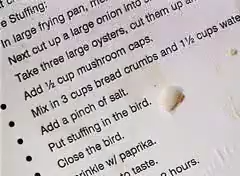 e Stuffing:
In large frying pan, me
Next cut up a large onion into s
Take three large oysters, cut them up an
Add ½ cup mushroom caps.
Mix in 3 cups bread crumbs and 1½ cups wate
Add a pinch of salt.
Put stuffing in the bird.
Close the bird.
rinkle w/ paprika.
to taste.
hours.